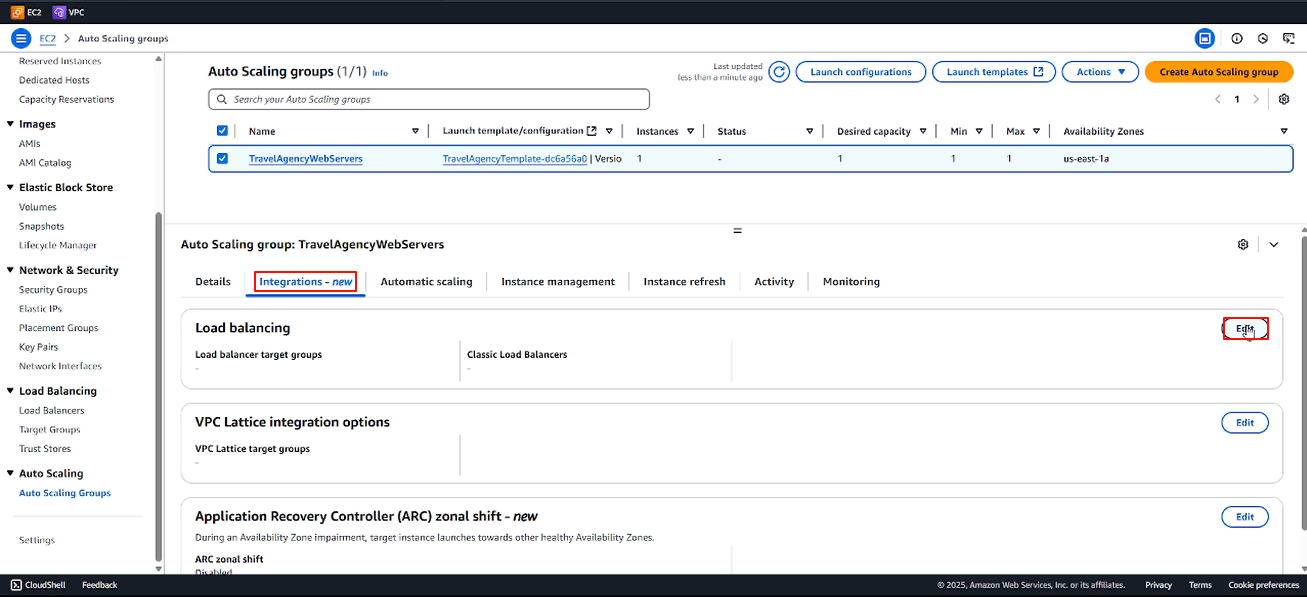 EC2 VPC
EC2 > Auto Scaling groups
Reserved Instances
Dedicated Hosts
Capacity Reservations
Images
AMIs
AMI Catalog
Elastic Block Store
Volumes
Snapshots
Lifecycle Manager
Network & Security
Security Groups
Elastic IPs
Placement Groups
Key Pairs
Network Interfaces
Load Balancing
Load Balancers
Target Groups
Trust Stores
Auto Scaling
Auto Scaling Groups
Settings
Auto Scaling groups (1/1) Info
Last updated
less than a minute ago
Launch configurations
Launch templates
Actions
Create Auto Scaling group
Search your Auto Scaling groups
1
Name Launch template/configuration Instances Status Desired capacity Min Max Availability Zones
TravelAgencyWebServers TravelAgencyTemplate-dc6a56a0 | Versio 1 - 1 1 1 us-east-1a
Auto Scaling group: TravelAgencyWebServers
Details Integrations - new Automatic scaling Instance management Instance refresh Activity Monitoring
Load balancing Edit
Load balancer target groups Classic Load Balancers
- -
VPC Lattice integration options Edit
VPC Lattice target groups
-
Application Recovery Controller (ARC) zonal shift - new Edit
During an Availability Zone impairment, target instance launches towards other healthy Availability Zones.
ARC zonal shift
Disabled
CloudShell Feedback © 2025, Amazon Web Services, Inc. or its affiliates. Privacy Terms Cookie preferences